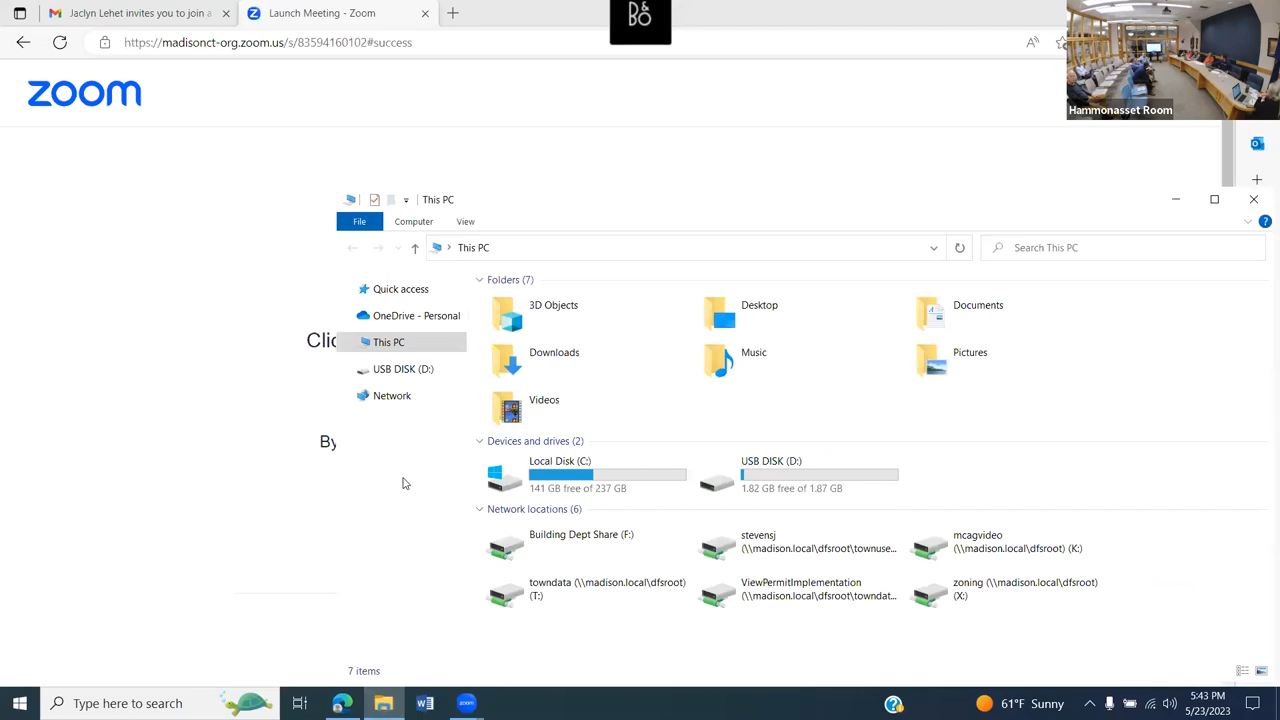 Jaclyn Lehet invites you to join a
Launch Meeting - Zoom
D&
BO
https://madisonct-org.zoom.us/s/83594160102#success
zoom
Hammonasset Room
This PC
File
Computer
View
This PC
Search This PC
Quick access
OneDrive - Personal
This PC
USB DISK (D:)
Network
Clic
By
Folders (7)
3D Objects
Desktop
Documents
Downloads
Music
Pictures
Videos
Devices and drives (2)
Local Disk (C:)
141 GB free of 237 GB
USB DISK (D:)
1.82 GB free of 1.87 GB
Network locations (6)
Building Dept Share (F:)
stevensj
(\\madison.local\dfsroot\townuse...
mcagvideo
(\\madison.local\dfsroot) (K:)
towndata (\\madison.local\dfsroot)
(T:)
ViewPermitImplementation
(\\madison.local\dfsroot\towndat...
zoning (\\madison.local\dfsroot)
(X:)
7 items
Type here to search
zoom
61°F Sunny
5:43 PM
5/23/2023